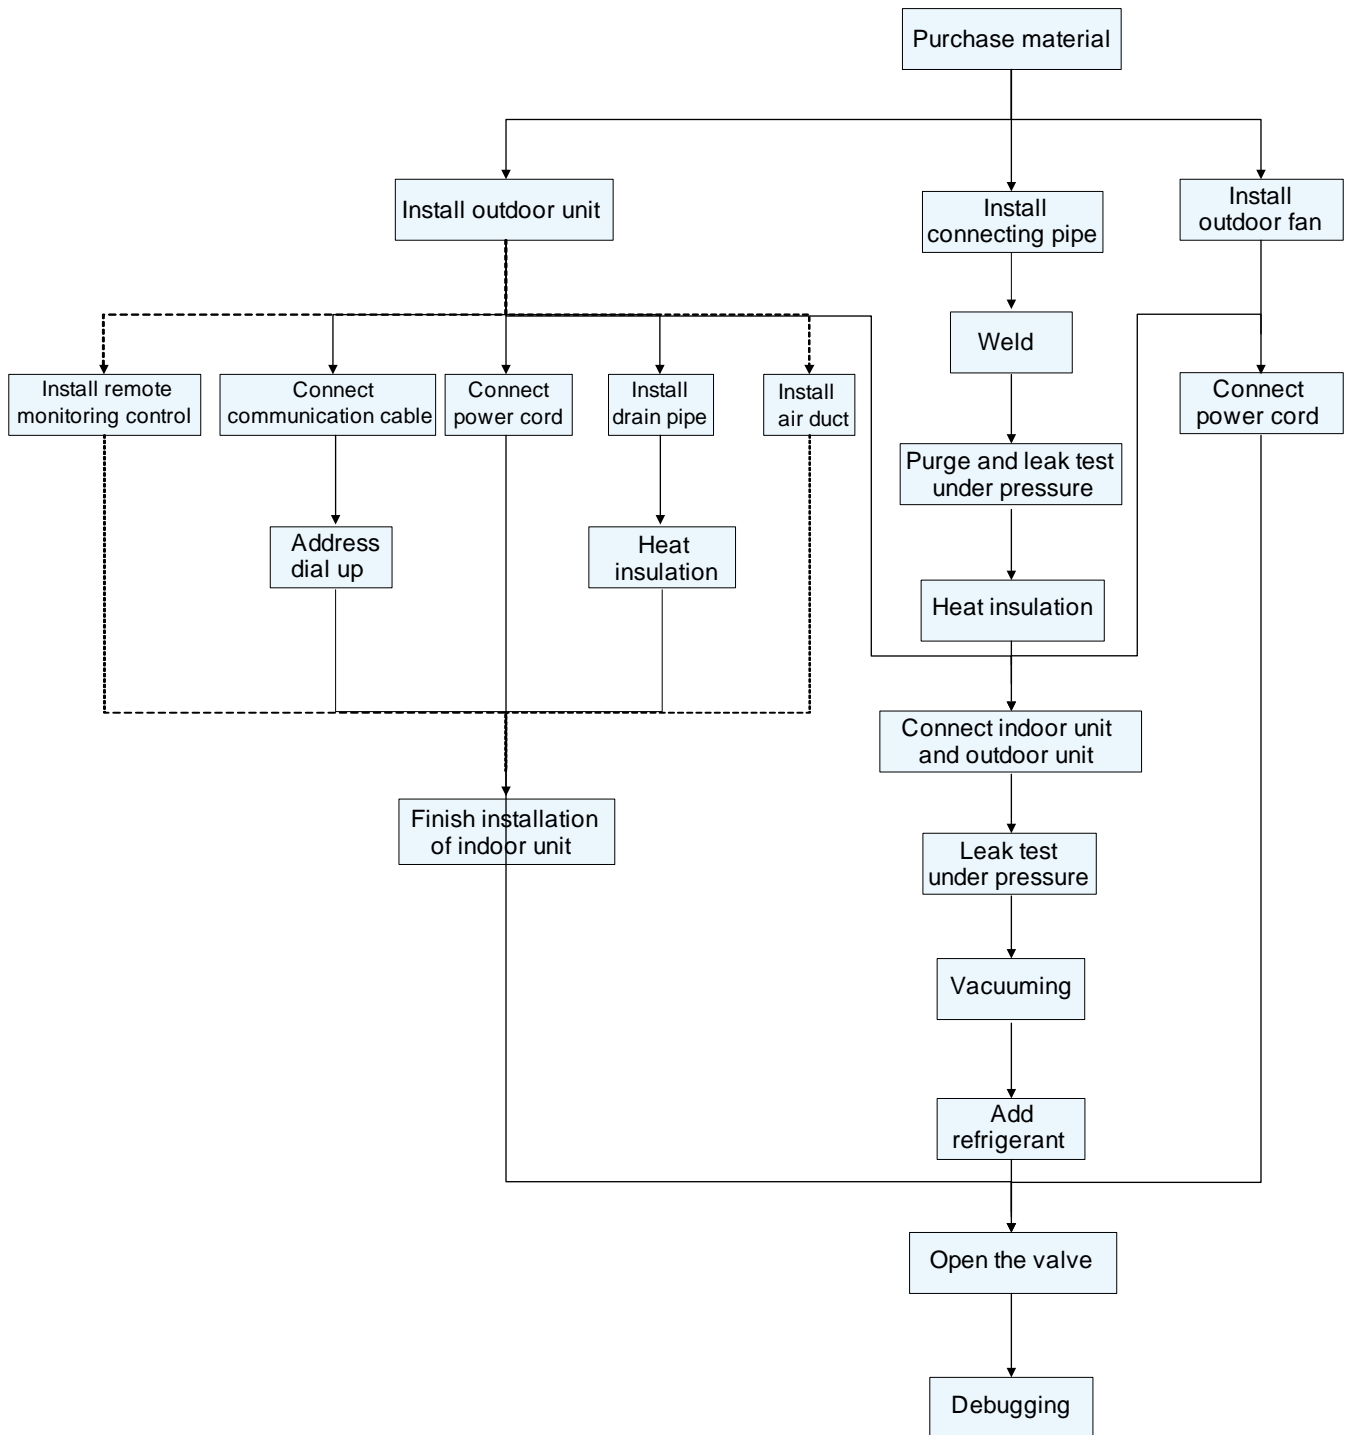 Purchase material
Install outdoor unit
Install
connecting pipe
Install
outdoor fan
Weld
Install remote
monitoring control
Connect
communication cable
Connect
power cord
Install
drain pipe
Install
air duct
Connect
power cord
Purge and leak test
under pressure
Address
dial up
Heat
insulation
Heat insulation
Connect indoor unit
and outdoor unit
Finish installation
of indoor unit
Leak test
under pressure
Vacuuming
Add
refrigerant
Open the valve
Debugging